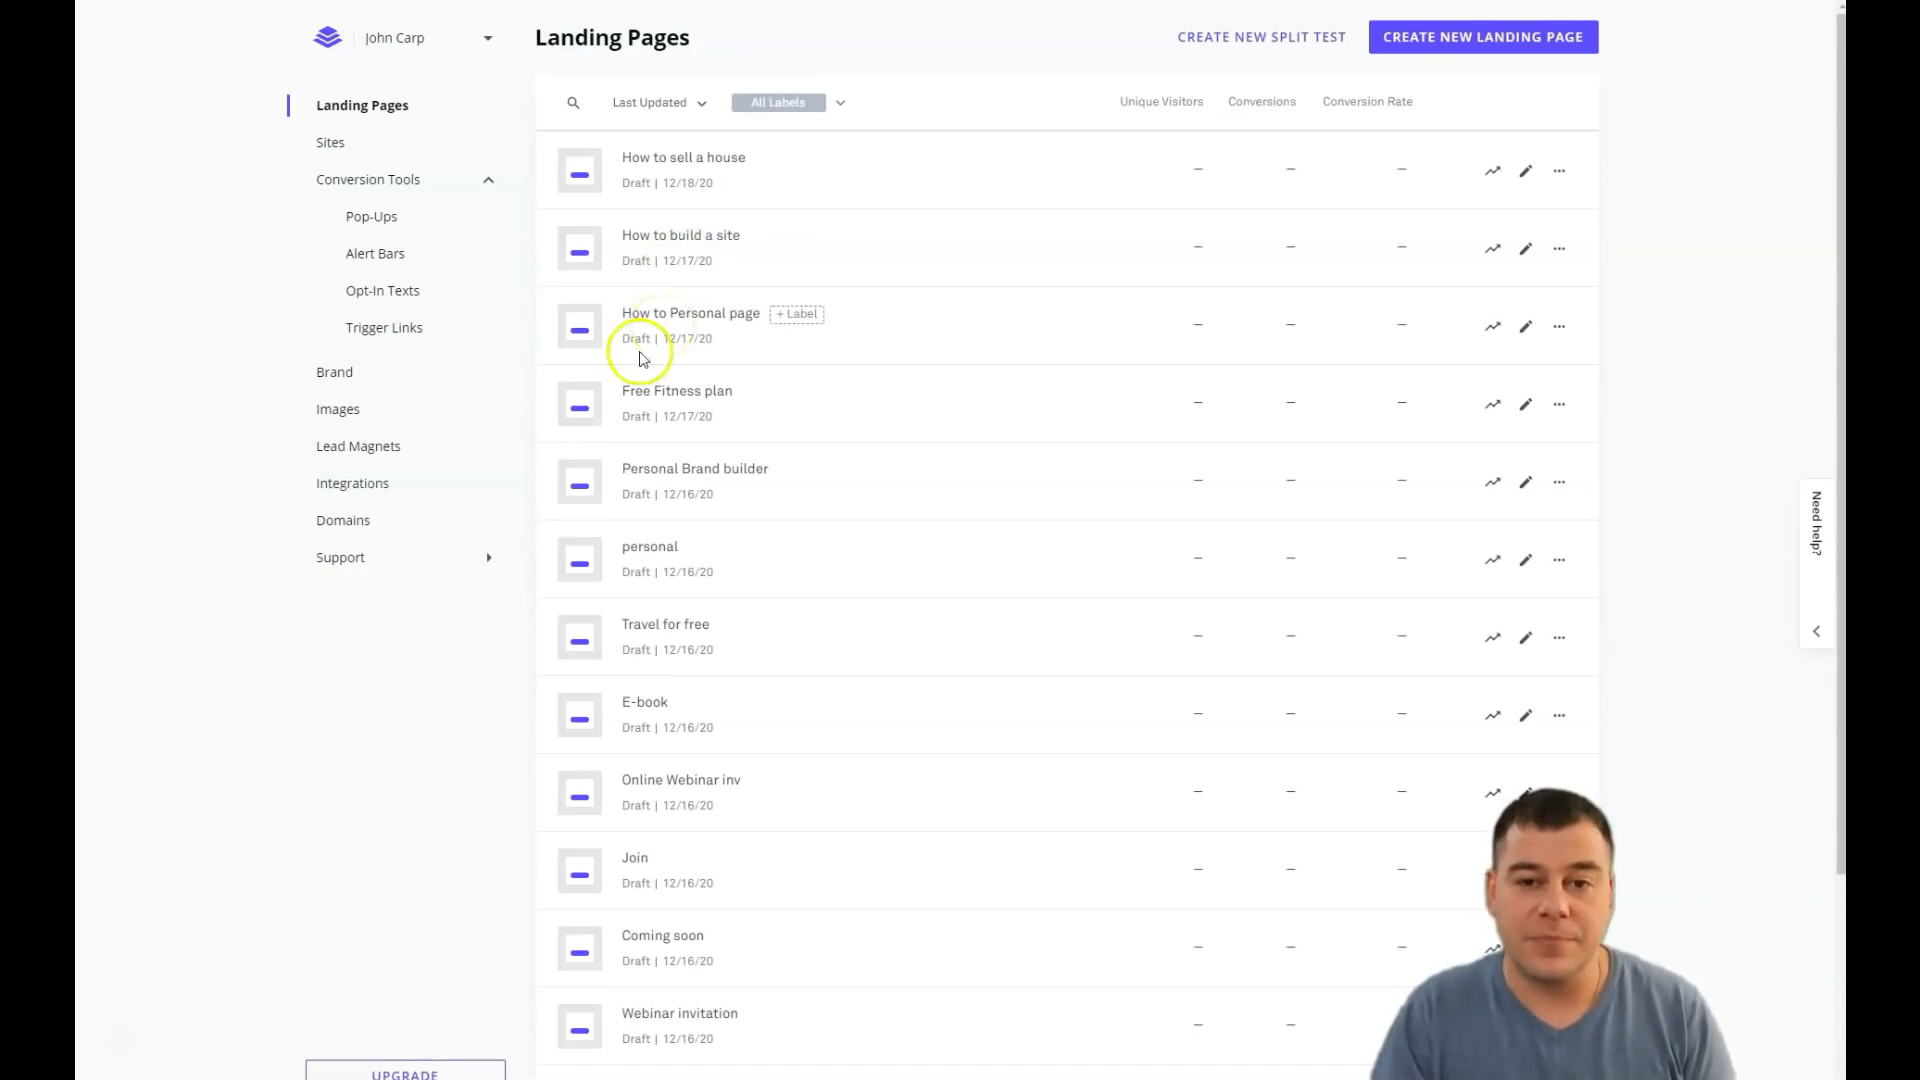 John Carp
Landing Pages
CREATE NEW SPLIT TEST
CREATE NEW LANDING PAGE
Landing Pages
Sites
Conversion Tools
Pop-Ups
Alert Bars
Opt-In Texts
Trigger Links
Brand
Images
Lead Magnets
Integrations
Domains
Support
UPGRADE
Last Updated
All Labels
Unique Visitors
Conversions
Conversion Rate
How to sell a house
Draft | 12/18/20
How to build a site
Draft | 12/17/20
How to Personal page + Label
Draft | 12/17/20
Free Fitness plan
Draft | 12/17/20
Personal Brand builder
Draft | 12/16/20
personal
Draft | 12/16/20
Travel for free
Draft | 12/16/20
E-book
Draft | 12/16/20
Online Webinar inv
Draft | 12/16/20
Join
Draft | 12/16/20
Coming soon
Draft | 12/16/20
Webinar invitation
Draft | 12/16/20
Need help?